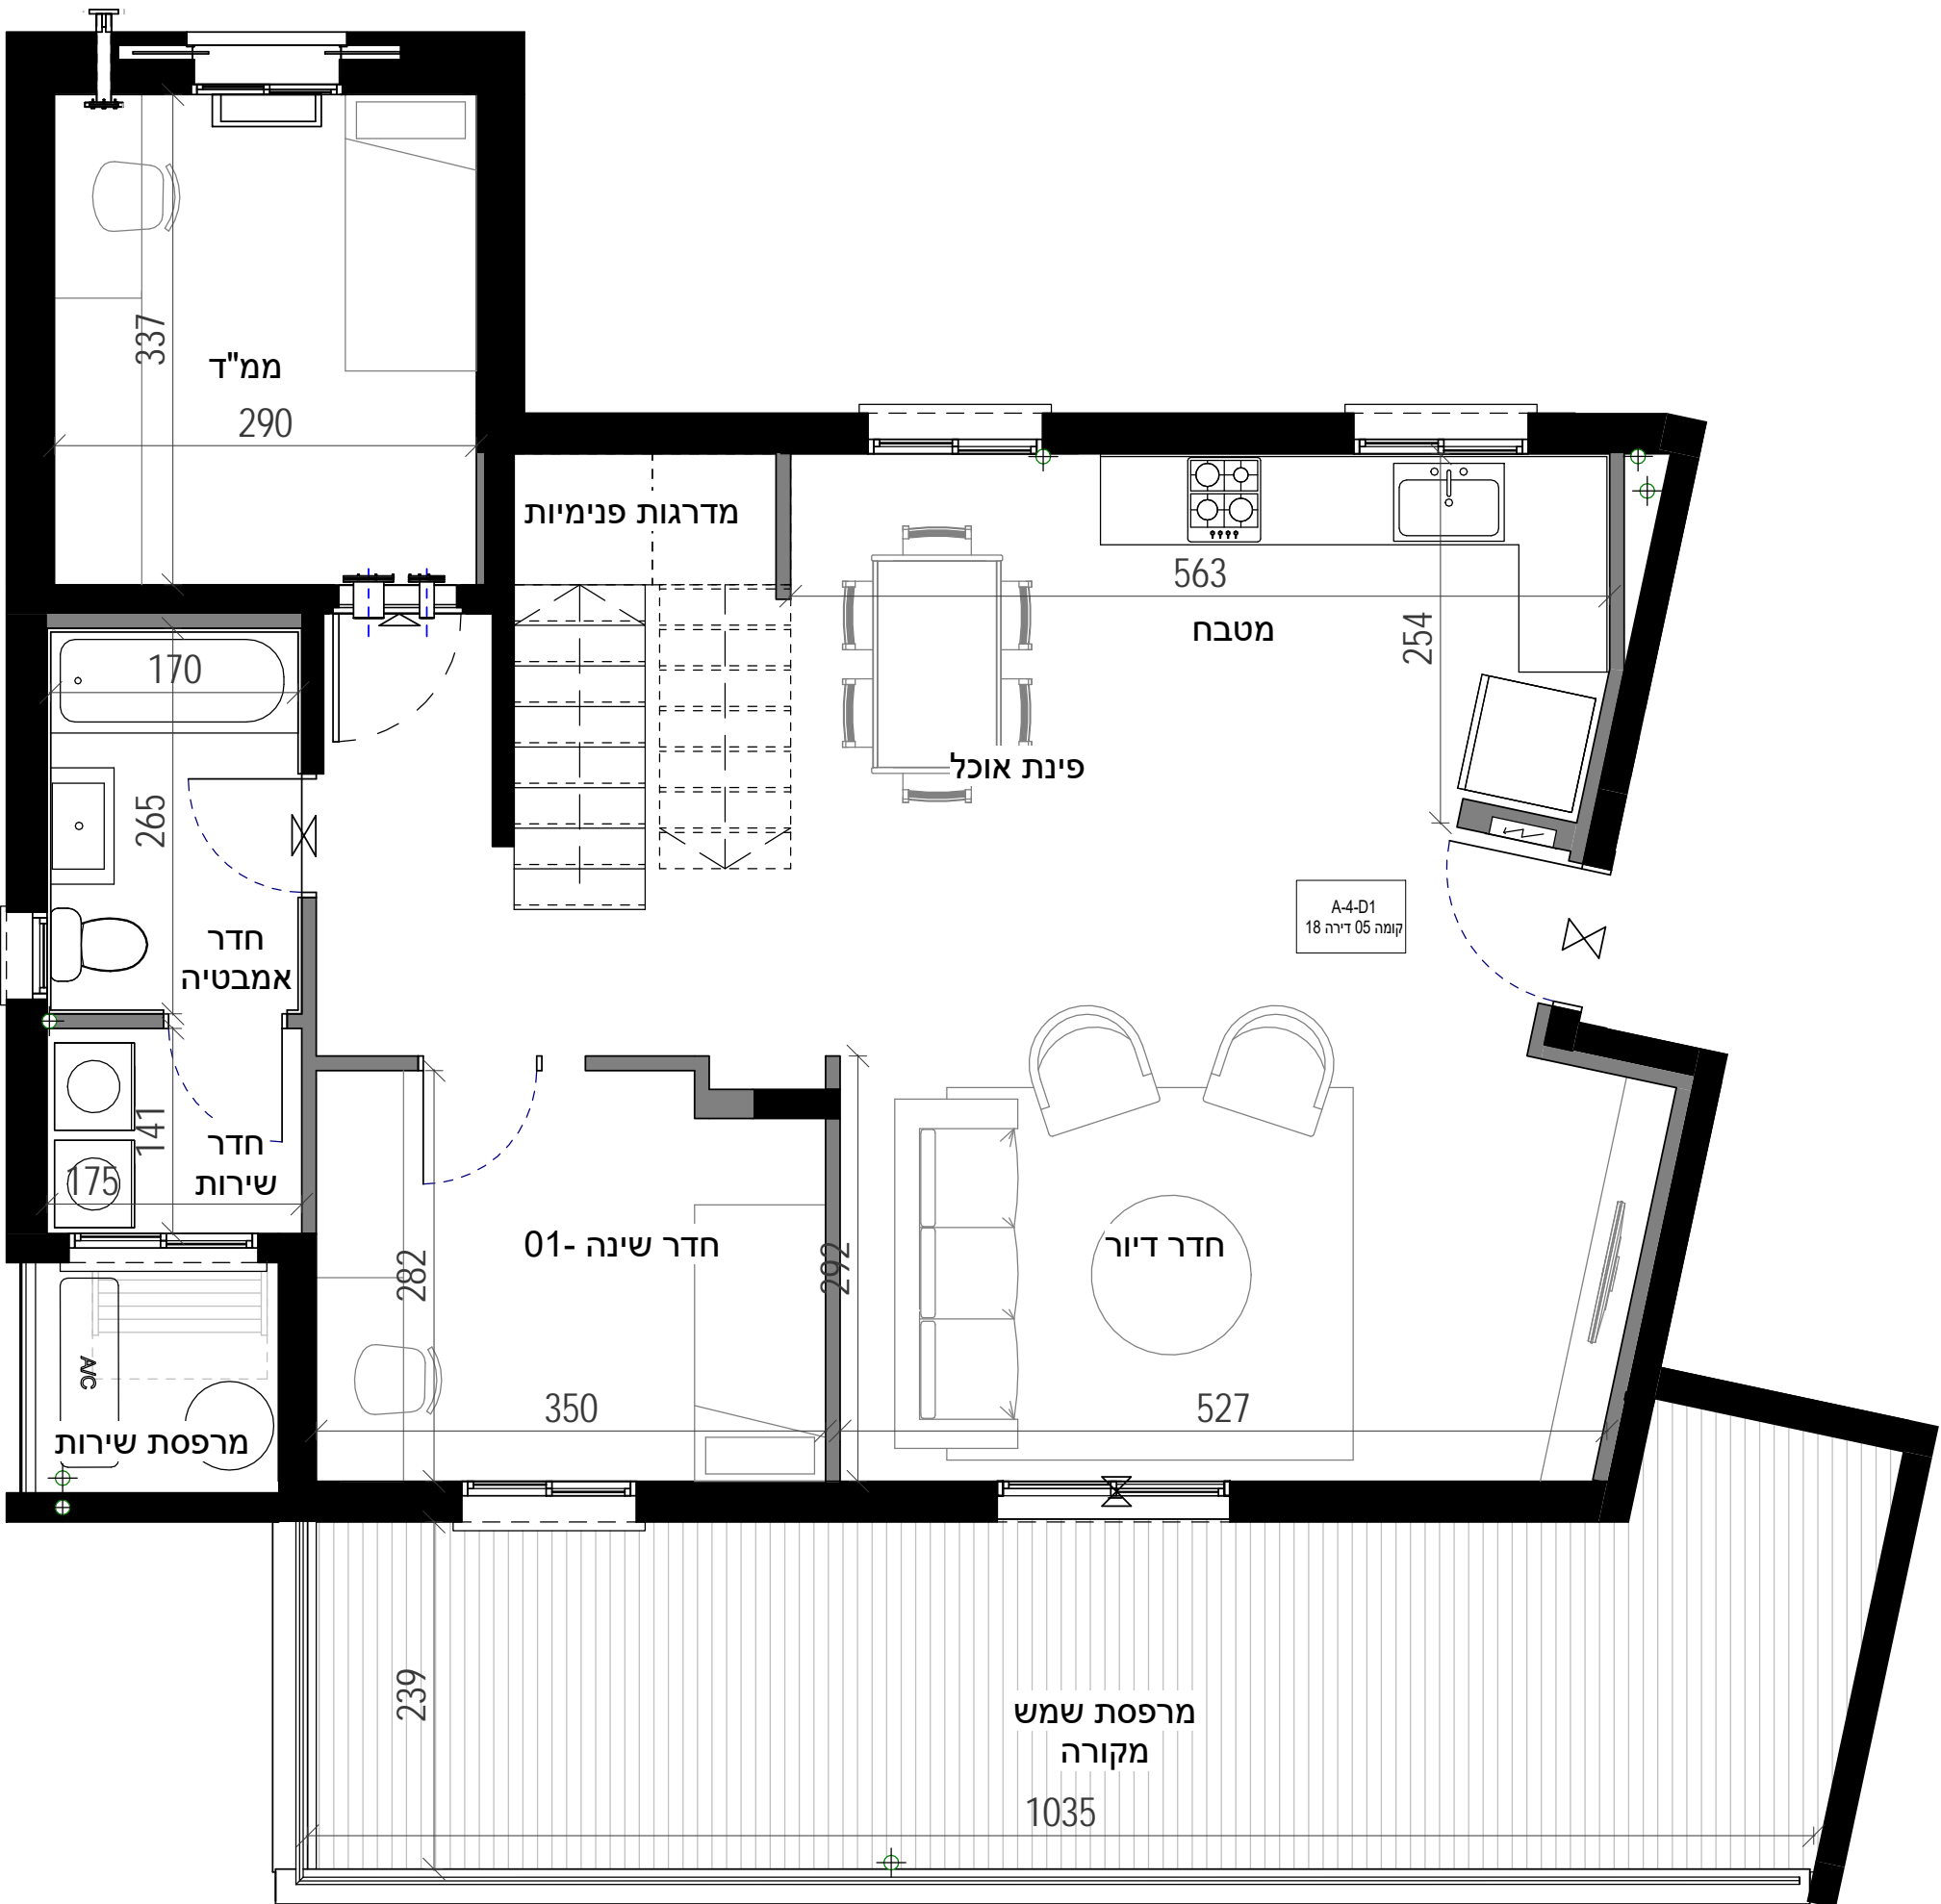 337
ממ"ד
290
מדרגות פנימיות
563
מטבח
254
170
פינת אוכל
265
A-4-D1
קומה 05 דירה 18
חדר
אמבטיה
141
חדר
שירות
175
חדר שינה -01
282
292
חדר דיור
A/C
350
527
מרפסת שירות
239
מרפסת שמש
מקורה
1035